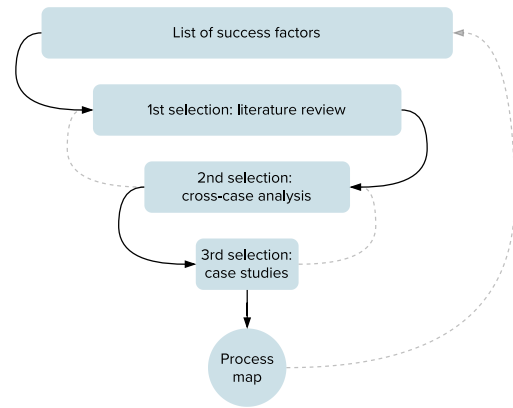 List of success factors
1st selection: literature review
2nd selection:
cross-case analysis
3rd selection:
case studies
Process
map